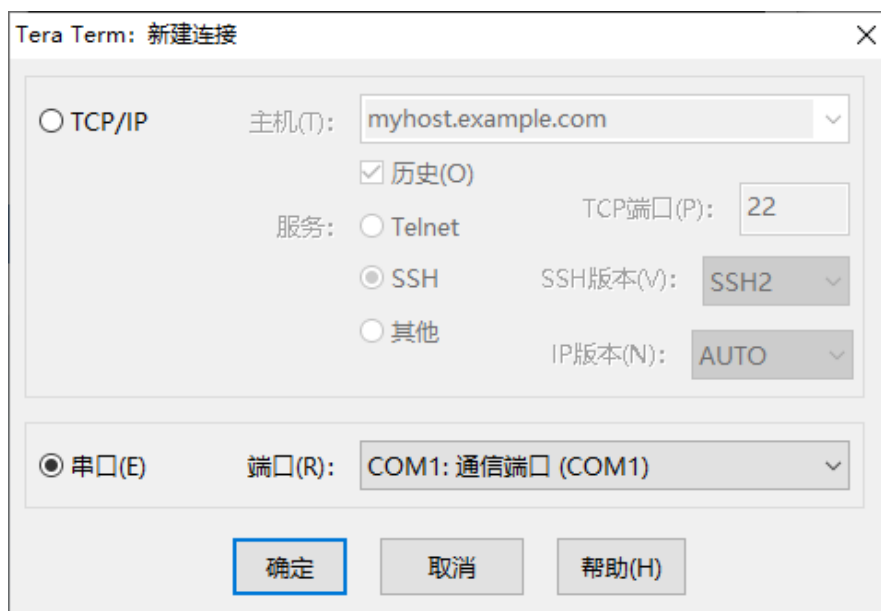 Tera Term: 新建连接
TCP/IP
主机(T):
myhost.example.com
历史(O)
服务:
Telnet
TCP端口(P):
22
SSH
SSH版本(V):
SSH2
其他
IP版本(N):
AUTO
串口(E)
端口(R):
COM1: 通信端口 (COM1)
确定
取消
帮助(H)